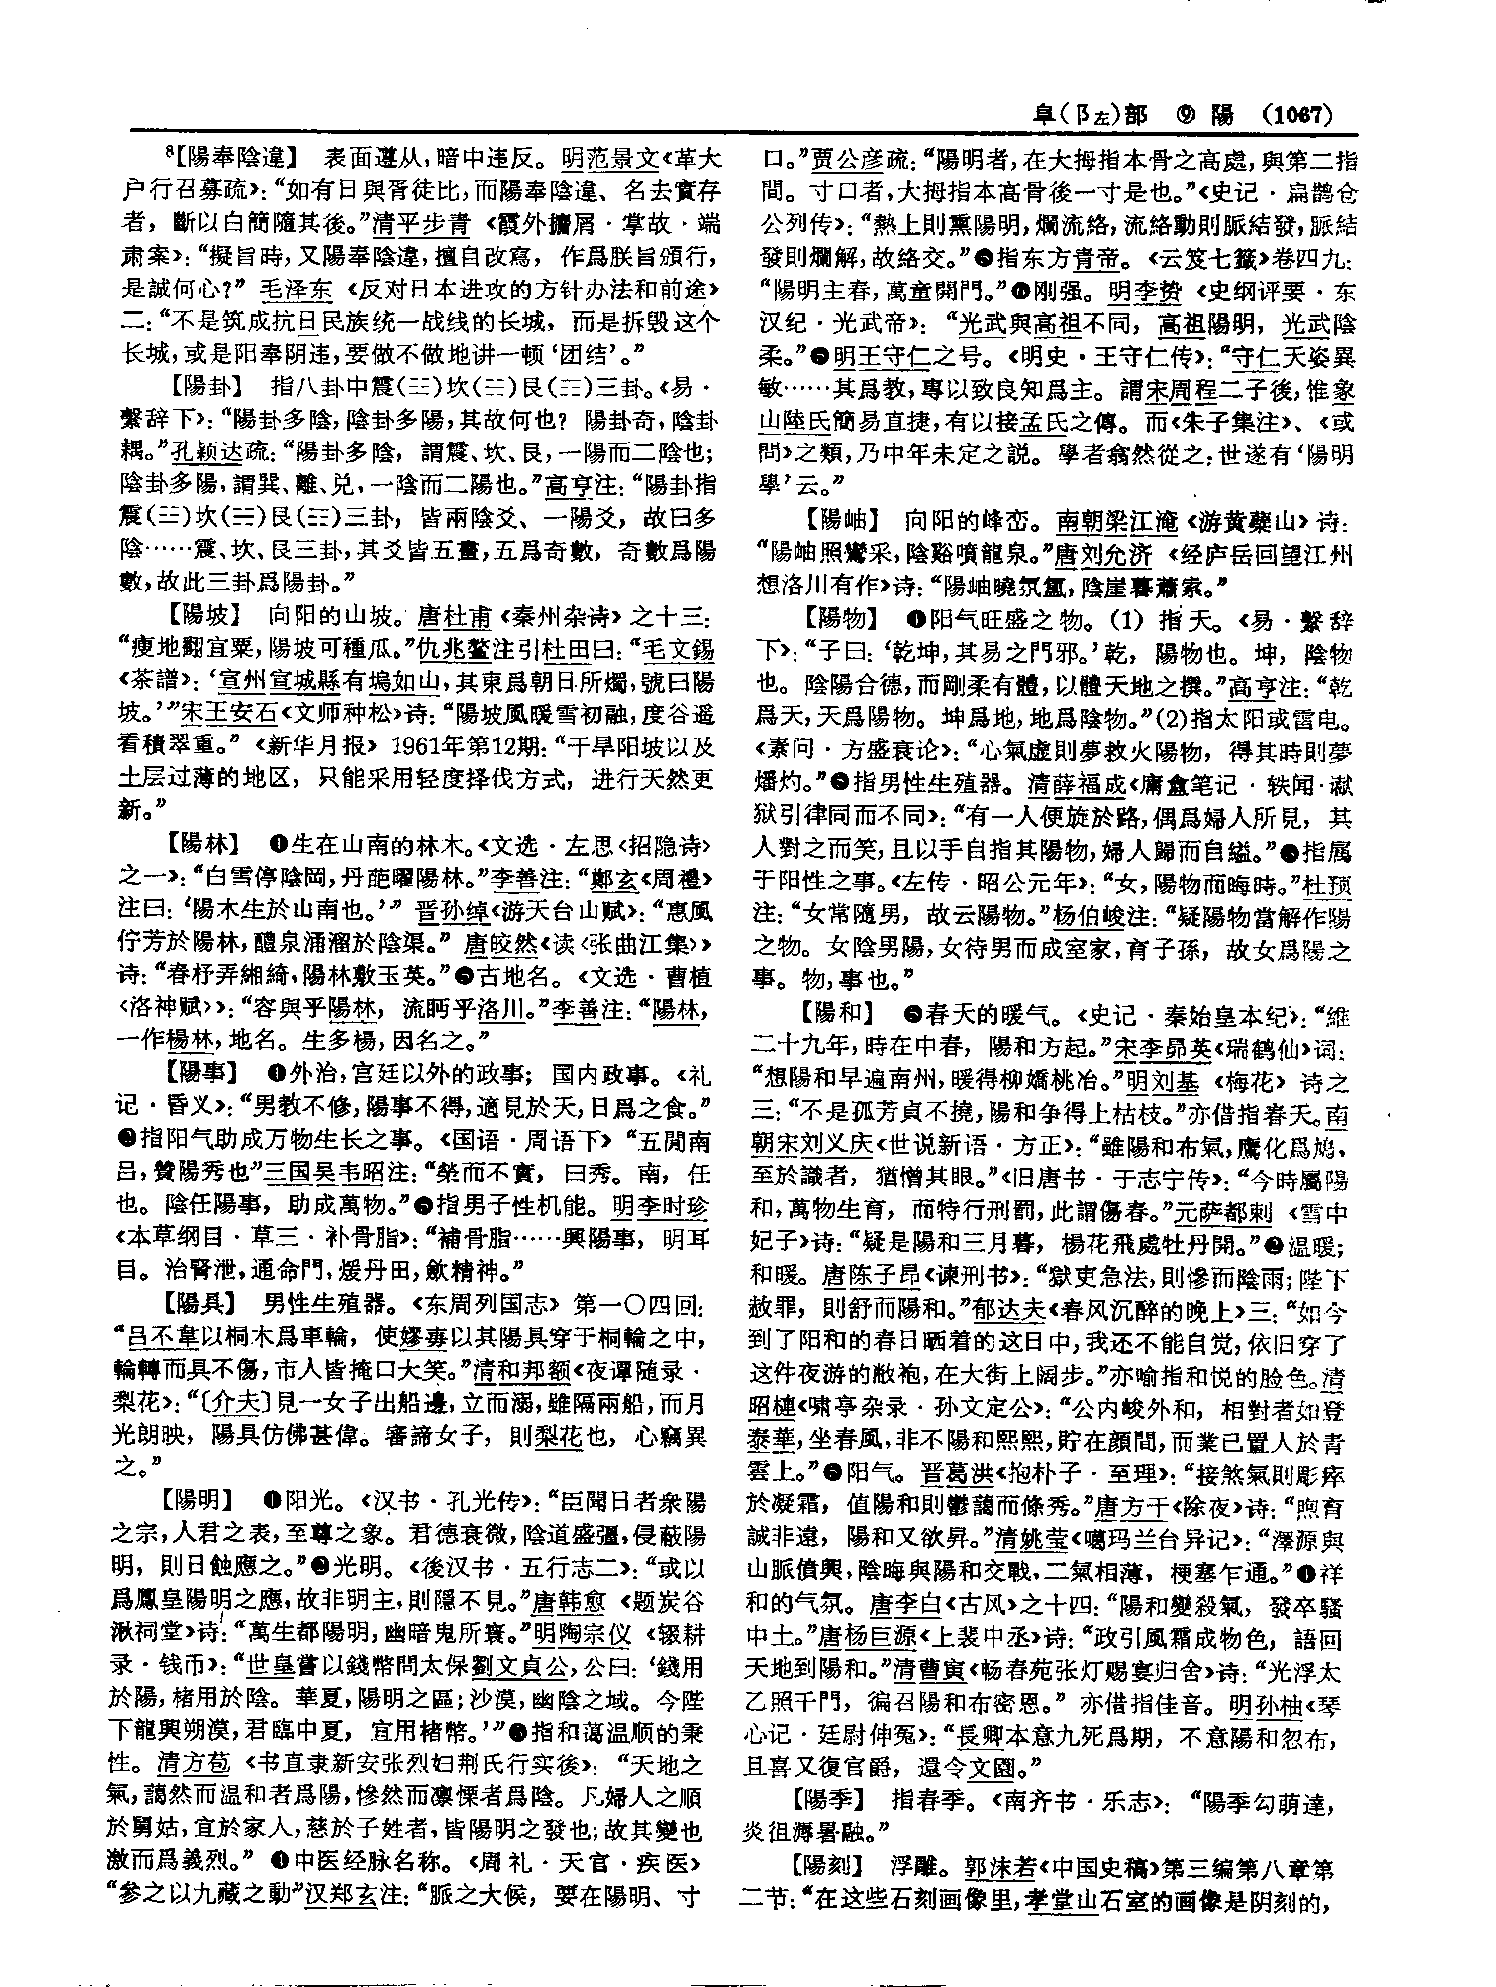 阜(阝左)部 ⑨ 陽 (1067)
⁸【陽奉陰違】 表面遵从,暗中违反。明范景文《革大
户行召募疏》:“如有日與胥徒比,而陽奉陰違、名去實存
者,斷以白簡隨其後。”清平步青《霞外攟屑·掌故·端
肃案》:“擬旨時,又陽奉陰違,擅自改寫,作爲朕旨頒行,
是誠何心?” 毛泽东《反对日本进攻的方针办法和前途》
二:“不是筑成抗日民族统一战线的长城,而是拆毁这个
长城,或是阳奉阴违,要做不做地讲一顿‘团结’。”
【陽卦】 指八卦中震(☳)坎(☵)艮(☶)三卦。《易·
繫辞下》:“陽卦多陰,陰卦多陽,其故何也? 陽卦奇,陰卦
耦。”孔颖达疏:“陽卦多陰,謂震、坎、艮,一陽而二陰也;
陰卦多陽,謂巽、離、兑,一陰而二陽也。”高亨注:“陽卦指
震(☳)坎(☵)艮(☶)三卦,皆兩陰爻、一陽爻,故曰多
陰……震、坎、艮三卦,其爻皆五畫,五爲奇數,奇數爲陽
數,故此三卦爲陽卦。”
【陽坡】 向阳的山坡。唐杜甫《秦州杂诗》之十三:
“瘦地翻宜粟,陽坡可種瓜。”仇兆鳌注引杜田曰:“毛文錫
《茶譜》:‘宣州宣城縣有塢如山,其東爲朝日所燭,號曰陽
坡。’”宋王安石《文师种松》诗:“陽坡風暖雪初融,度谷遥
看積翠重。”《新华月报》1961年第12期:“干旱阳坡以及
土层过薄的地区,只能采用轻度择伐方式,进行天然更
新。”
【陽林】 ❶生在山南的林木。《文选·左思〈招隐诗〉
之一》:“白雪停陰岡,丹葩曜陽林。”李善注:“鄭玄《周禮》
注曰:‘陽木生於山南也。’” 晋孙绰《游天台山赋》:“惠風
佇芳於陽林,醴泉涌溜於陰渠。” 唐皎然《读〈张曲江集〉》
诗:“春杼弄緗綺,陽林敷玉英。”❷古地名。《文选·曹植
〈洛神赋〉》:“容與乎陽林,流眄乎洛川。”李善注:“陽林,
一作楊林,地名。生多楊,因名之。”
【陽事】 ❶外治,宫廷以外的政事;国内政事。《礼
记·昏义》:“男教不修,陽事不得,適見於天,日爲之食。”
❷指阳气助成万物生长之事。《国语·周语下》“五閒南
吕,贊陽秀也”三国吴韦昭注:“榮而不實,曰秀。南,任
也。陰任陽事,助成萬物。”❸指男子性机能。明李时珍
《本草纲目·草三·补骨脂》:“補骨脂……興陽事,明耳
目。治腎泄,通命門,煖丹田,斂精神。”
【陽具】 男性生殖器。《东周列国志》第一〇四回:
“吕不韋以桐木爲車輪,使嫪毐以其陽具穿于桐輪之中,
輪轉而具不傷,市人皆掩口大笑。”清和邦额《夜谭随录·
梨花》:“〔介夫〕見一女子出船邊,立而溺,雖隔兩船,而月
光朗映,陽具仿佛甚偉。審諦女子,則梨花也,心竊異
之。”
【陽明】 ❶阳光。《汉书·孔光传》:“臣聞日者衆陽
之宗,人君之表,至尊之象。君德衰微,陰道盛彊,侵蔽陽
明,則日蝕應之。”❷光明。《後汉书·五行志二》:“或以
爲鳳皇陽明之應,故非明主,則隱不見。”唐韩愈《题炭谷
湫祠堂》诗:“萬生都陽明,幽暗鬼所寰。”明陶宗仪《辍耕
录·钱币》:“世皇嘗以錢幣問太保劉文貞公,公曰:‘錢用
於陽,楮用於陰。華夏,陽明之區;沙漠,幽陰之域。今陛
下龍興朔漠,君臨中夏,宜用楮幣。’”❸指和蔼温顺的秉
性。清方苞《书直隶新安张烈妇荆氏行实後》:“天地之
氣,藹然而温和者爲陽,慘然而凛慄者爲陰。凡婦人之順
於舅姑,宜於家人,慈於子姓者,皆陽明之發也;故其變也
激而爲義烈。” ❹中医经脉名称。《周礼·天官·疾医》
“参之以九藏之動”汉郑玄注:“脈之大候,要在陽明、寸
口。”贾公彦疏:“陽明者,在大拇指本骨之高處,與第二指
間。寸口者,大拇指本高骨後一寸是也。”《史记·扁鹊仓
公列传》:“熱上則熏陽明,爛流絡,流絡動則脈結發,脈結
發則爛解,故絡交。”❺指东方青帝。《云笈七籤》卷四九:
“陽明主春,萬童開門。”❻刚强。明李贽《史纲评要·东
汉纪·光武帝》:“光武與高祖不同,高祖陽明,光武陰
柔。”❼明王守仁之号。《明史·王守仁传》:“守仁天姿異
敏……其爲教,專以致良知爲主。謂宋周程二子後,惟象
山陸氏簡易直捷,有以接孟氏之傳。而《朱子集注》、《或
問》之類,乃中年未定之説。學者翕然從之,世遂有‘陽明
學’云。”
【陽岫】 向阳的峰峦。南朝梁江淹《游黄蘗山》诗:
“陽岫照鸞采,陰谿噴龍泉。”唐刘允济《经庐岳回望江州
想洛川有作》诗:“陽岫曉氛氲,陰崖暮蕭索。”
【陽物】 ❶阳气旺盛之物。(1)指天。《易·繫辞
下》:“子曰:‘乾坤,其易之門邪。’乾,陽物也。坤,陰物
也。陰陽合德,而剛柔有體,以體天地之撰。”高亨注:“乾
爲天,天爲陽物。坤爲地,地爲陰物。”(2)指太阳或雷电。
《素问·方盛衰论》:“心氣虛則夢救火陽物,得其時則夢
燔灼。”❷指男性生殖器。清薛福成《庸盦笔记·轶闻·谳
狱引律同而不同》:“有一人便旋於路,偶爲婦人所見,其
人對之而笑,且以手自指其陽物,婦人歸而自縊。”❸指属
于阳性之事。《左传·昭公元年》:“女,陽物而晦時。”杜预
注:“女常隨男,故云陽物。”杨伯峻注:“疑陽物當解作陽
之物。女陰男陽,女待男而成室家,育子孫,故女爲陽之
事。物,事也。”
【陽和】 ❶春天的暖气。《史记·秦始皇本纪》:“維
二十九年,時在中春,陽和方起。”宋李昴英《瑞鹤仙》词:
“想陽和早遍南州,暖得柳嬌桃冶。”明刘基《梅花》诗之
三:“不是孤芳貞不撓,陽和争得上枯枝。”亦借指春天。南
朝宋刘义庆《世说新语·方正》:“雖陽和布氣,鷹化爲鳩,
至於識者,猶憎其眼。”《旧唐书·于志宁传》:“今時屬陽
和,萬物生育,而特行刑罰,此謂傷春。”元萨都剌《雪中
妃子》诗:“疑是陽和三月暮,楊花飛處牡丹開。”❷温暖;
和暖。唐陈子昂《谏刑书》:“獄吏急法,則慘而陰雨;陛下
赦罪,則舒而陽和。”郁达夫《春风沉醉的晚上》三:“如今
到了阳和的春日晒着的这日中,我还不能自觉,依旧穿了
这件夜游的敝袍,在大街上阔步。”亦喻指和悦的脸色。清
昭槤《啸亭杂录·孙文定公》:“公内峻外和,相對者如登
泰華,坐春風,非不陽和熙熙,貯在顔間,而業已置人於青
雲上。”❸阳气。晋葛洪《抱朴子·至理》:“接煞氣則彫瘁
於凝霜,值陽和則鬱藹而條秀。”唐方干《除夜》诗:“煦育
誠非遠,陽和又欲昇。”清姚莹《噶玛兰台异记》:“澤源與
山脈僨興,陰晦與陽和交戰,二氣相薄,梗塞乍通。”❹祥
和的气氛。唐李白《古风》之十四:“陽和變殺氣,發卒騷
中土。”唐杨巨源《上裴中丞》诗:“政引風霜成物色,語回
天地到陽和。”清曹寅《畅春苑张灯赐宴归舍》诗:“光浮太
乙照千門,徧召陽和布密恩。” 亦借指佳音。明孙柚《琴
心记·廷尉伸冤》:“長卿本意九死爲期,不意陽和忽布,
且喜又復官爵,還令文園。”
【陽季】 指春季。《南齐书·乐志》:“陽季勾萌達,
炎徂溽暑融。”
【陽刻】 浮雕。郭沫若《中国史稿》第三编第八章第
二节:“在这些石刻画像里,孝堂山石室的画像是阴刻的,